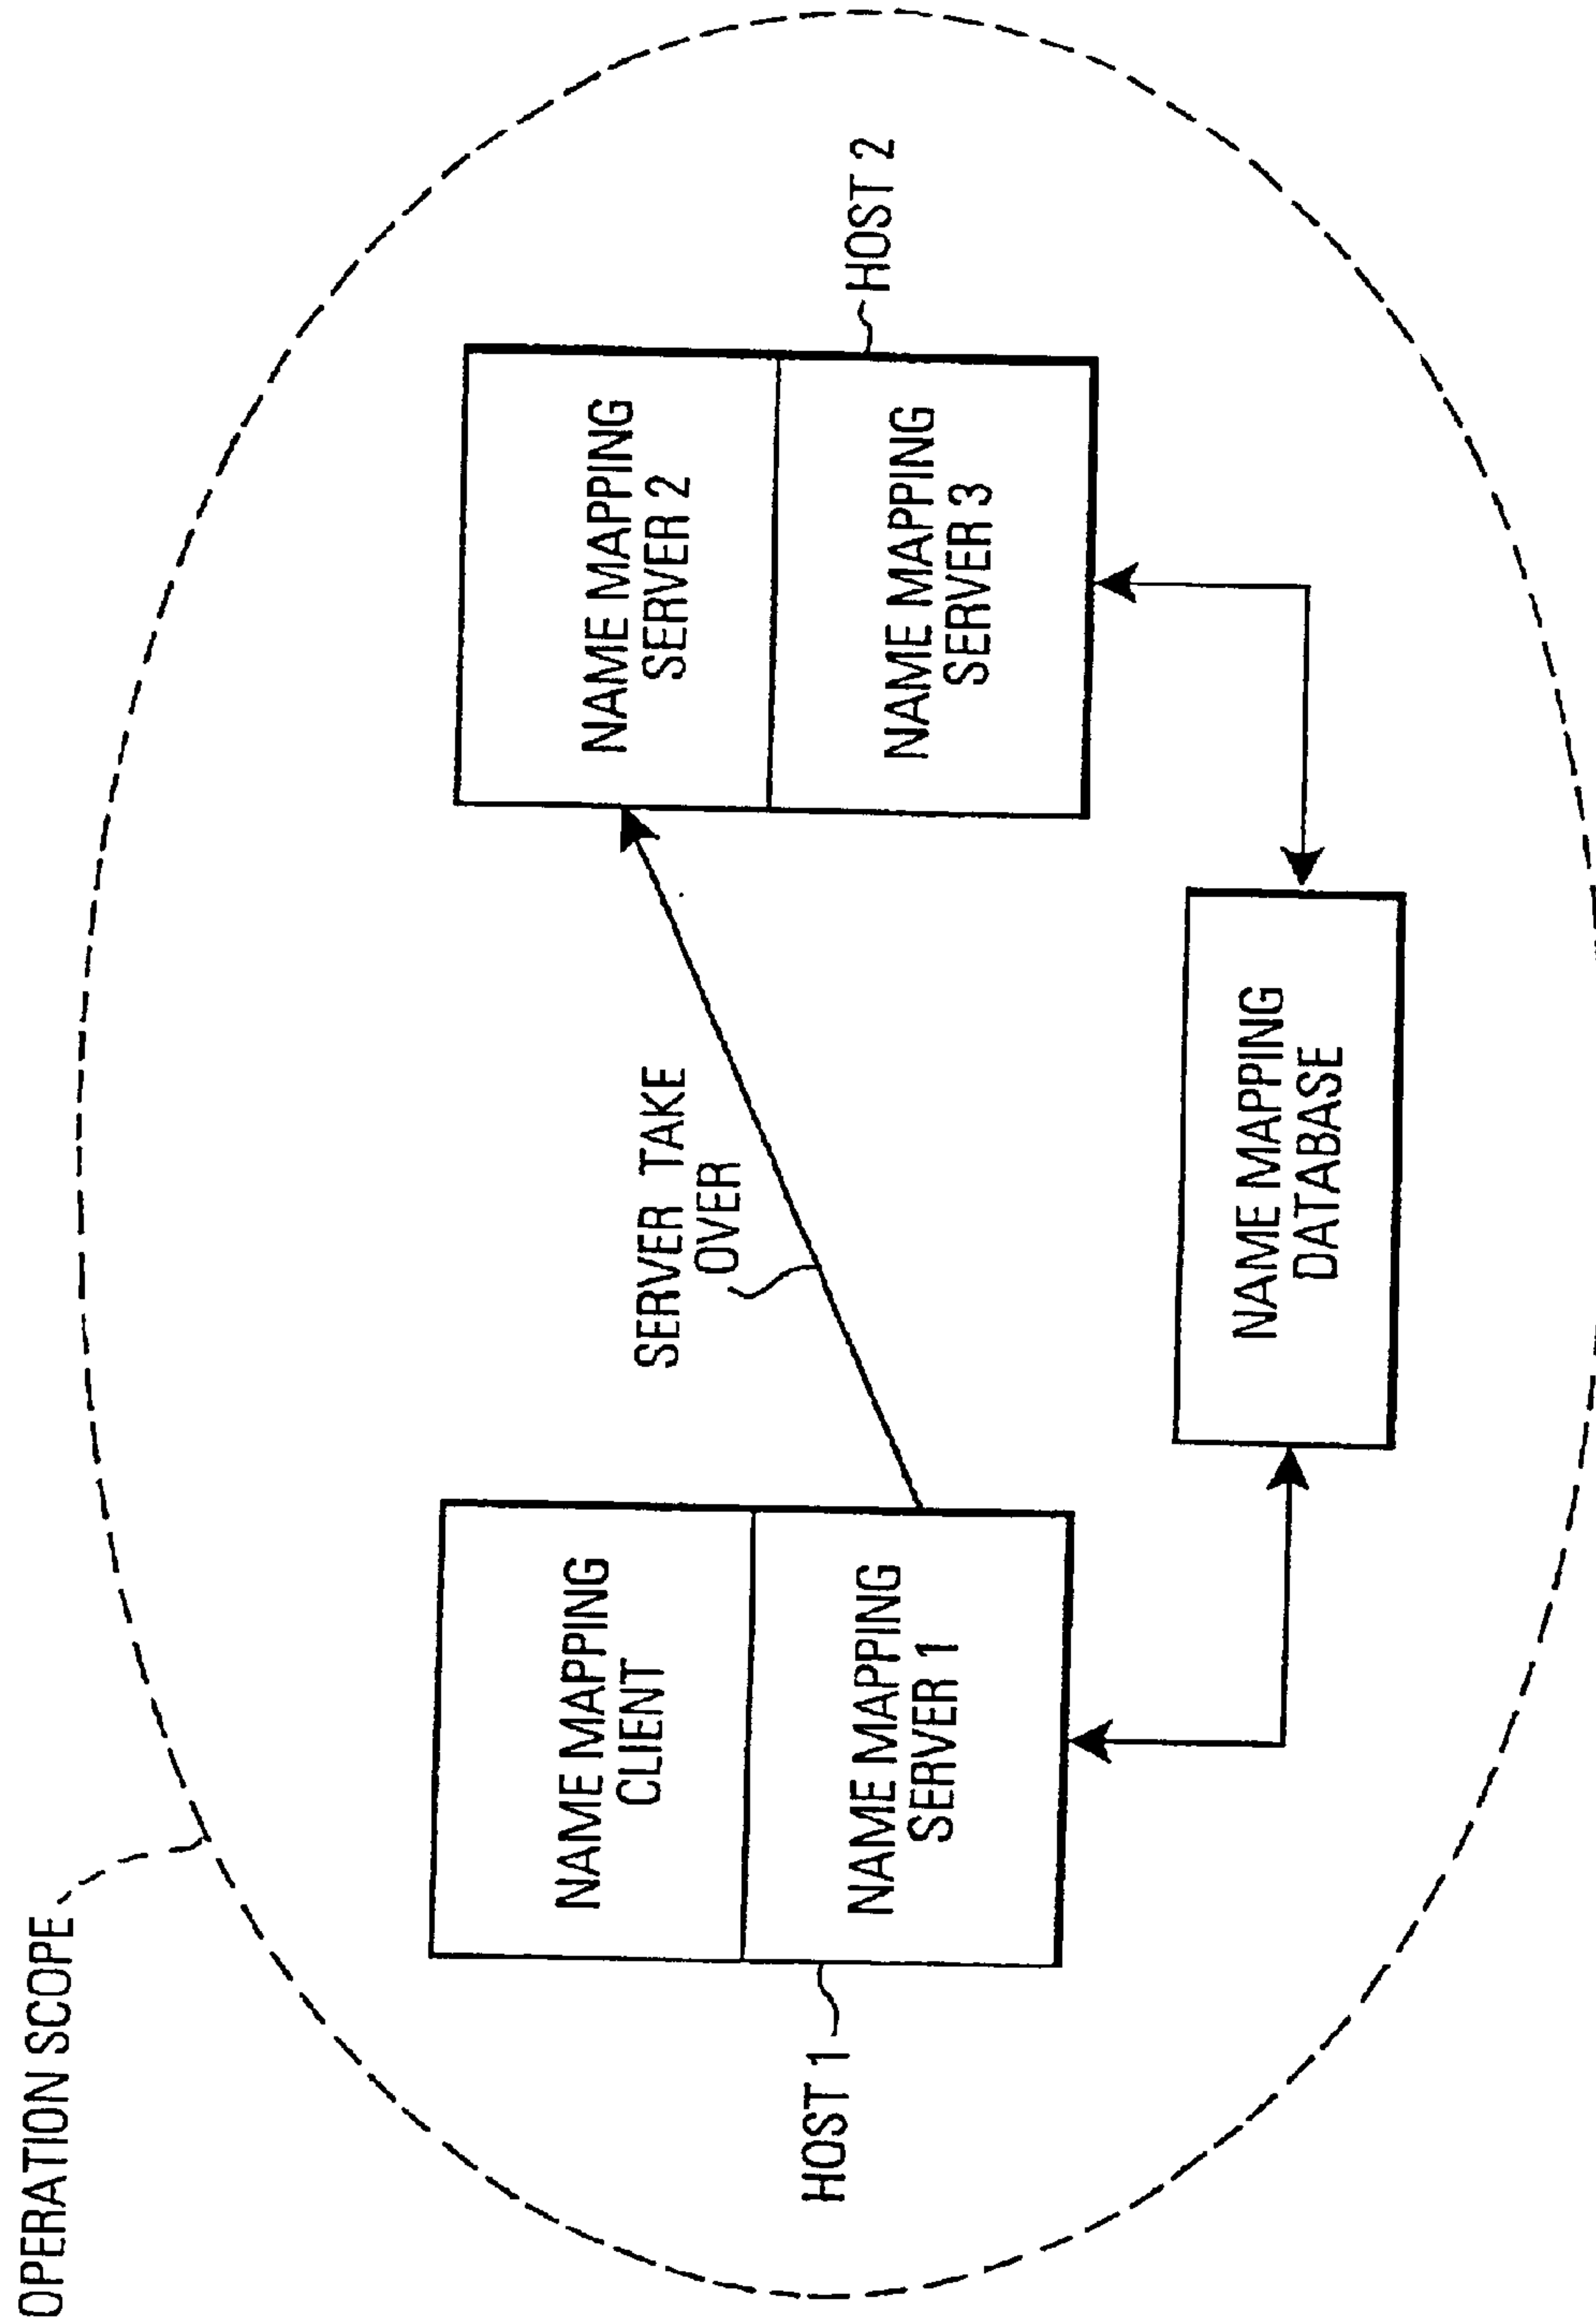 OPERATION SCOPE
HOST 1
NAME MAPPING
CLIENT
NAME MAPPING
SERVER 1
SERVER TAKE
OVER
NAME MAPPING
SERVER 2
NAME MAPPING
SERVER 3
HOST 2
NAME MAPPING
DATABASE